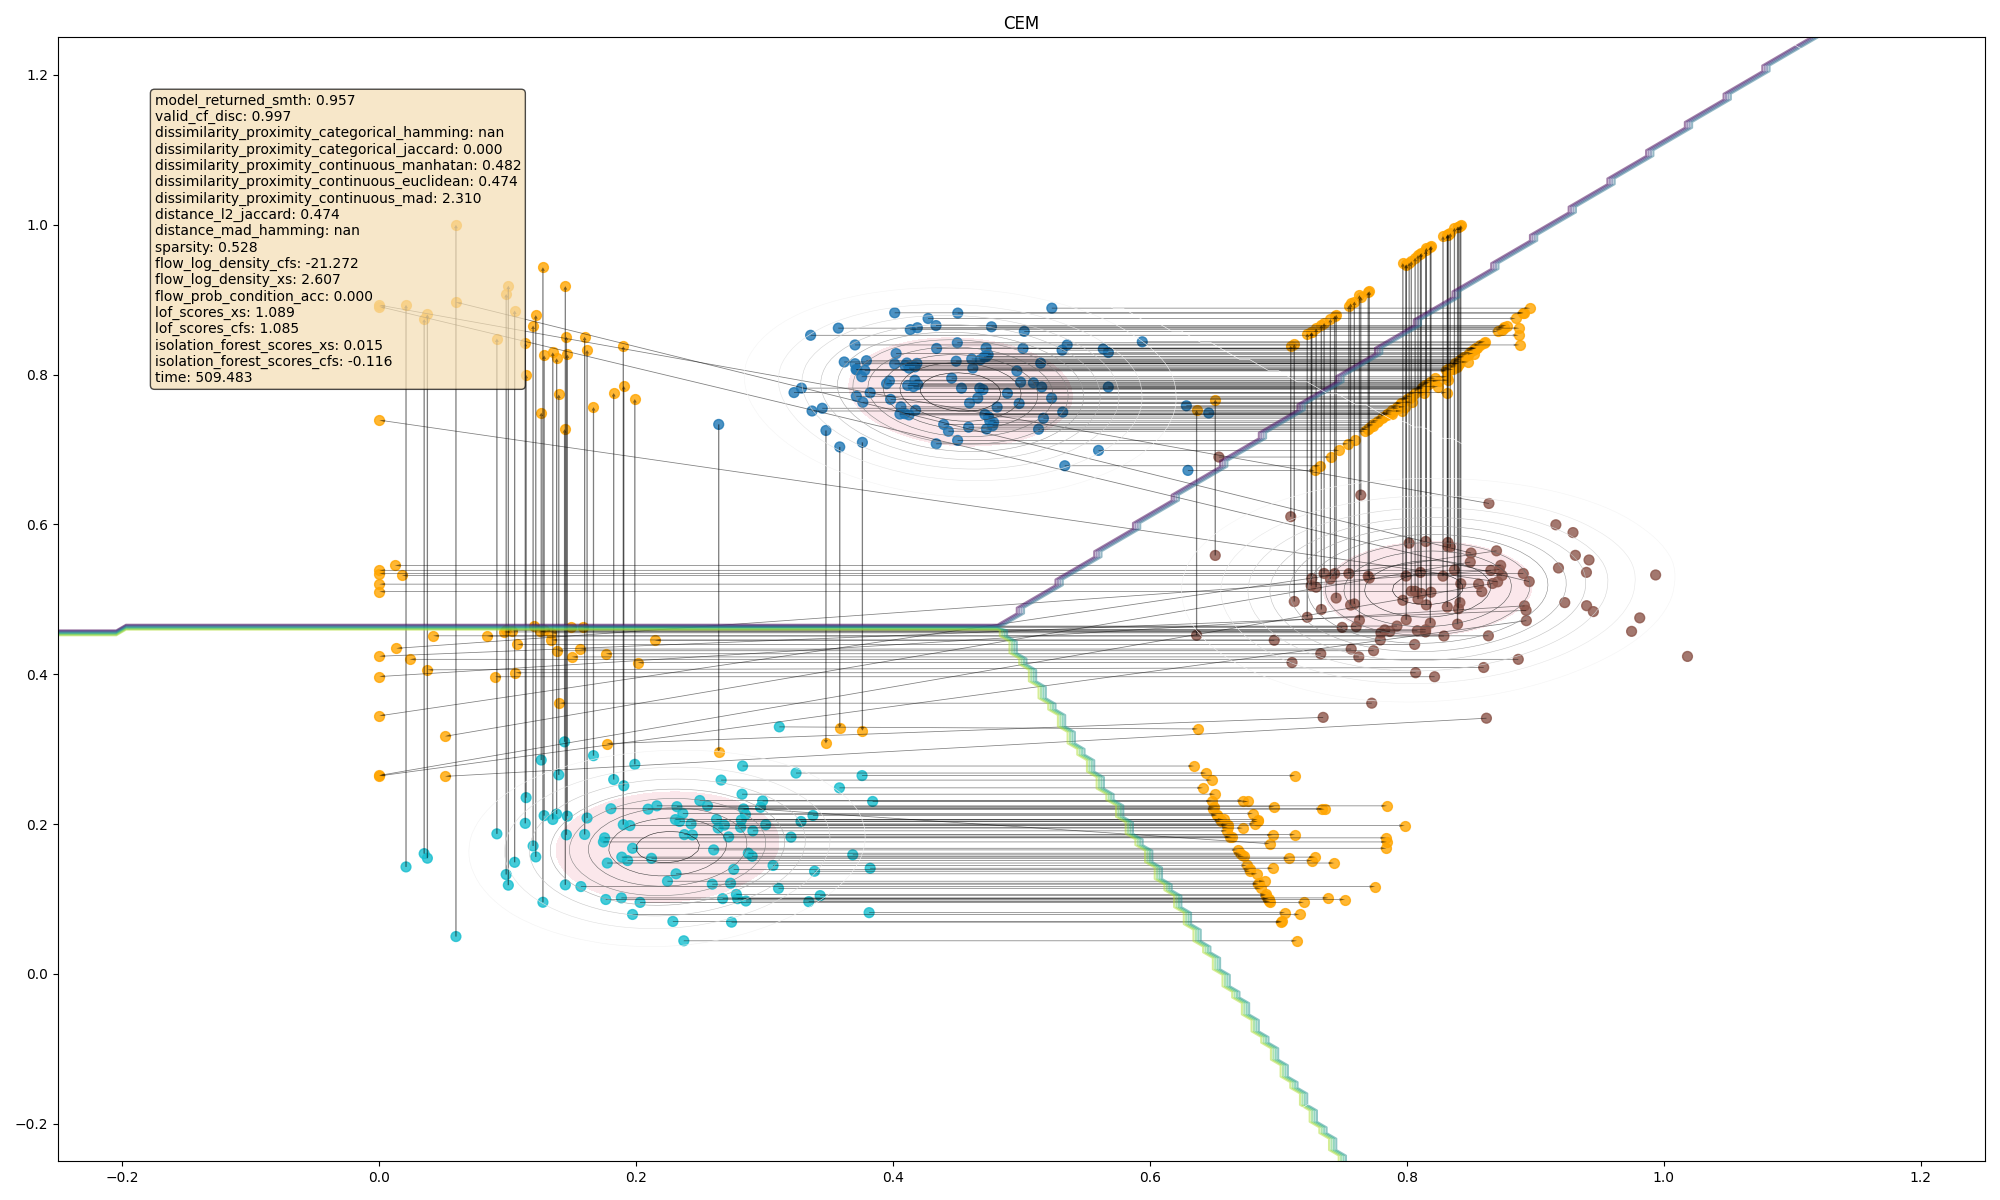 CEM
1.2
1.0
0.8
0.6
0.4
0.2
0.0
−0.2
model_returned_smth: 0.957
valid_cf_disc: 0.997
dissimilarity_proximity_categorical_hamming: nan
dissimilarity_proximity_categorical_jaccard: 0.000
dissimilarity_proximity_continuous_manhatan: 0.482
dissimilarity_proximity_continuous_euclidean: 0.474
dissimilarity_proximity_continuous_mad: 2.310
distance_l2_jaccard: 0.474
distance_mad_hamming: nan
sparsity: 0.528
flow_log_density_cfs: -21.272
flow_log_density_xs: 2.607
flow_prob_condition_acc: 0.000
lof_scores_xs: 1.089
lof_scores_cfs: 1.085
isolation_forest_scores_xs: 0.015
isolation_forest_scores_cfs: -0.116
time: 509.483
−0.2 0.0 0.2 0.4 0.6 0.8 1.0 1.2